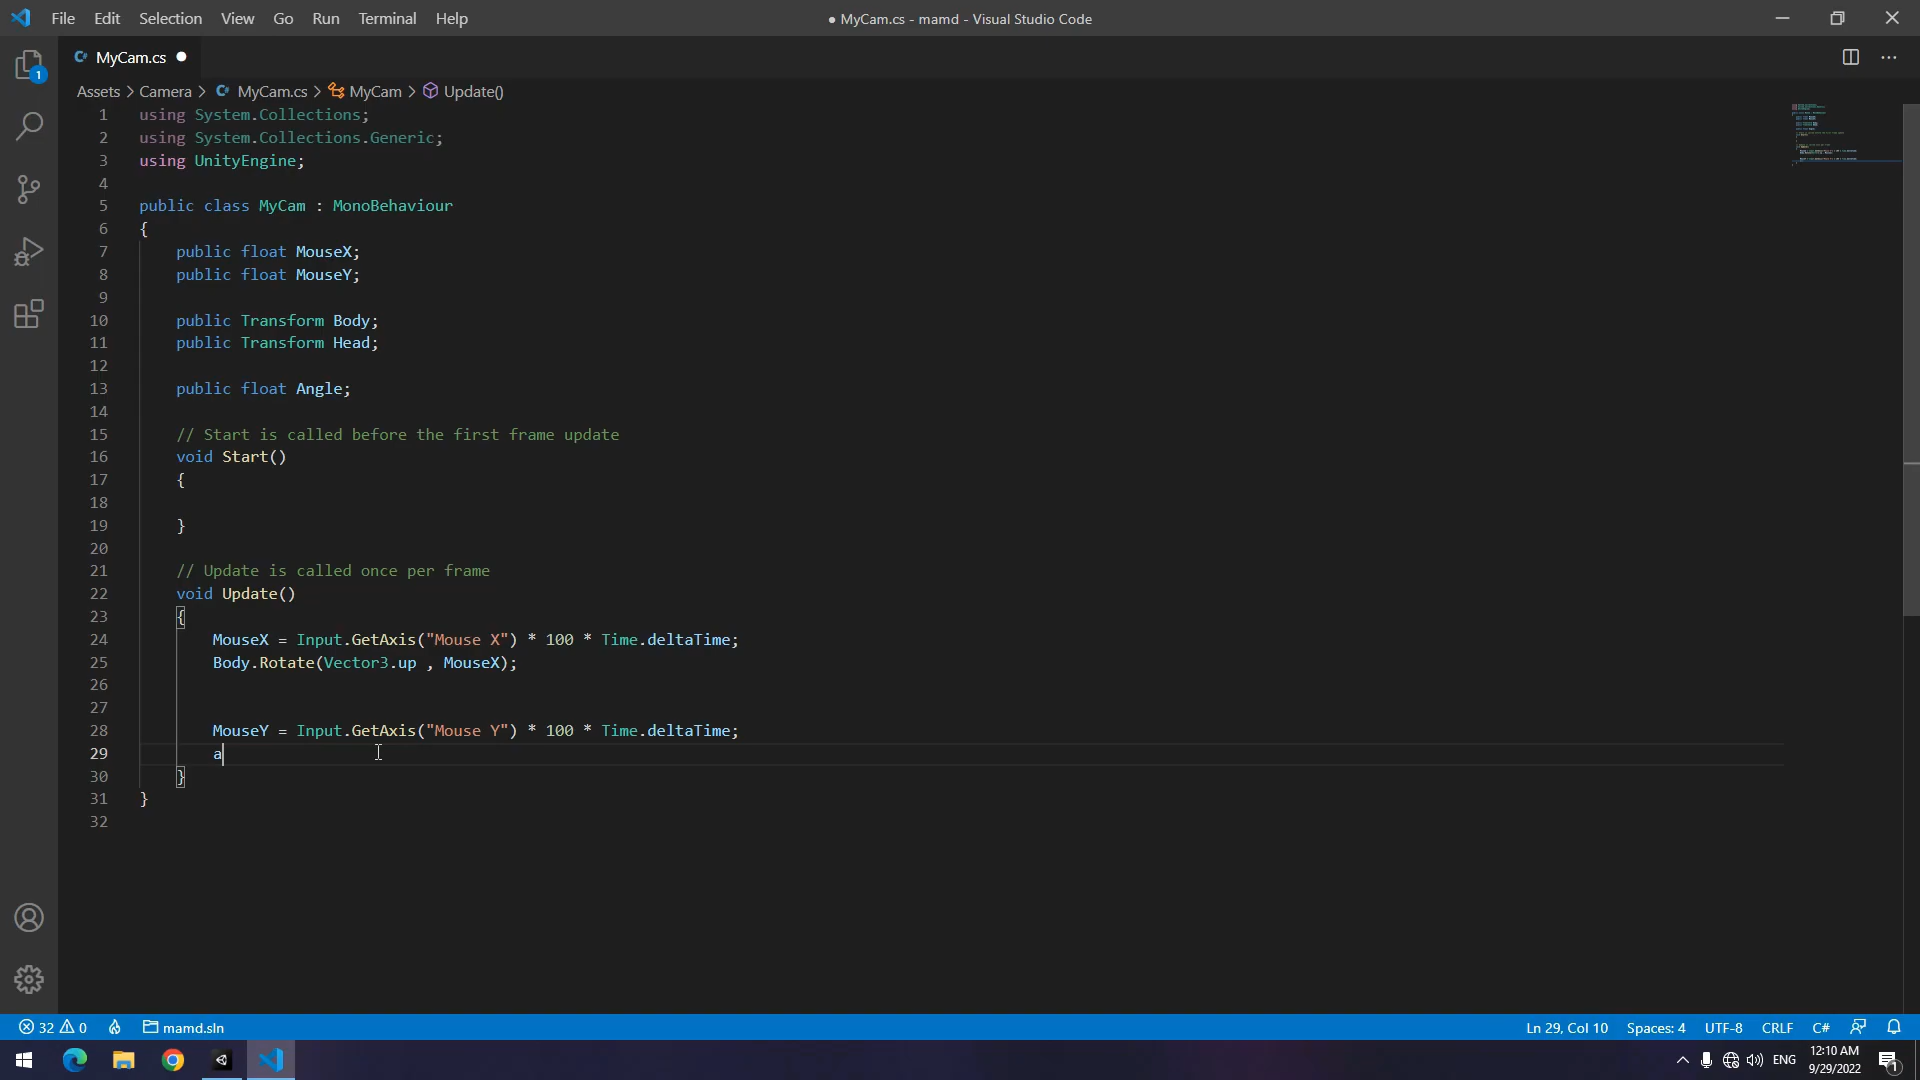 File Edit Selection View Go Run Terminal Help
● MyCam.cs - mamd - Visual Studio Code
C# MyCam.cs ●
1
Assets > Camera > C# MyCam.cs > MyCam > Update()
1 using System.Collections;
2 using System.Collections.Generic;
3 using UnityEngine;
4
5 public class MyCam : MonoBehaviour
6 {
7 public float MouseX;
8 public float MouseY;
9
10 public Transform Body;
11 public Transform Head;
12
13 public float Angle;
14
15 // Start is called before the first frame update
16 void Start()
17 {
18
19 }
20
21 // Update is called once per frame
22 void Update()
23 {
24 MouseX = Input.GetAxis("Mouse X") * 100 * Time.deltaTime;
25 Body.Rotate(Vector3.up , MouseX);
26
27
28 MouseY = Input.GetAxis("Mouse Y") * 100 * Time.deltaTime;
29 a
30 }
31 }
32
32 0 mamd.sln
Ln 29, Col 10 Spaces: 4 UTF-8 CRLF C#
ENG
12:10 AM
9/29/2022
1